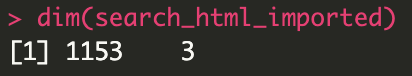 > dim(search_html_imported)
[1] 1153    3